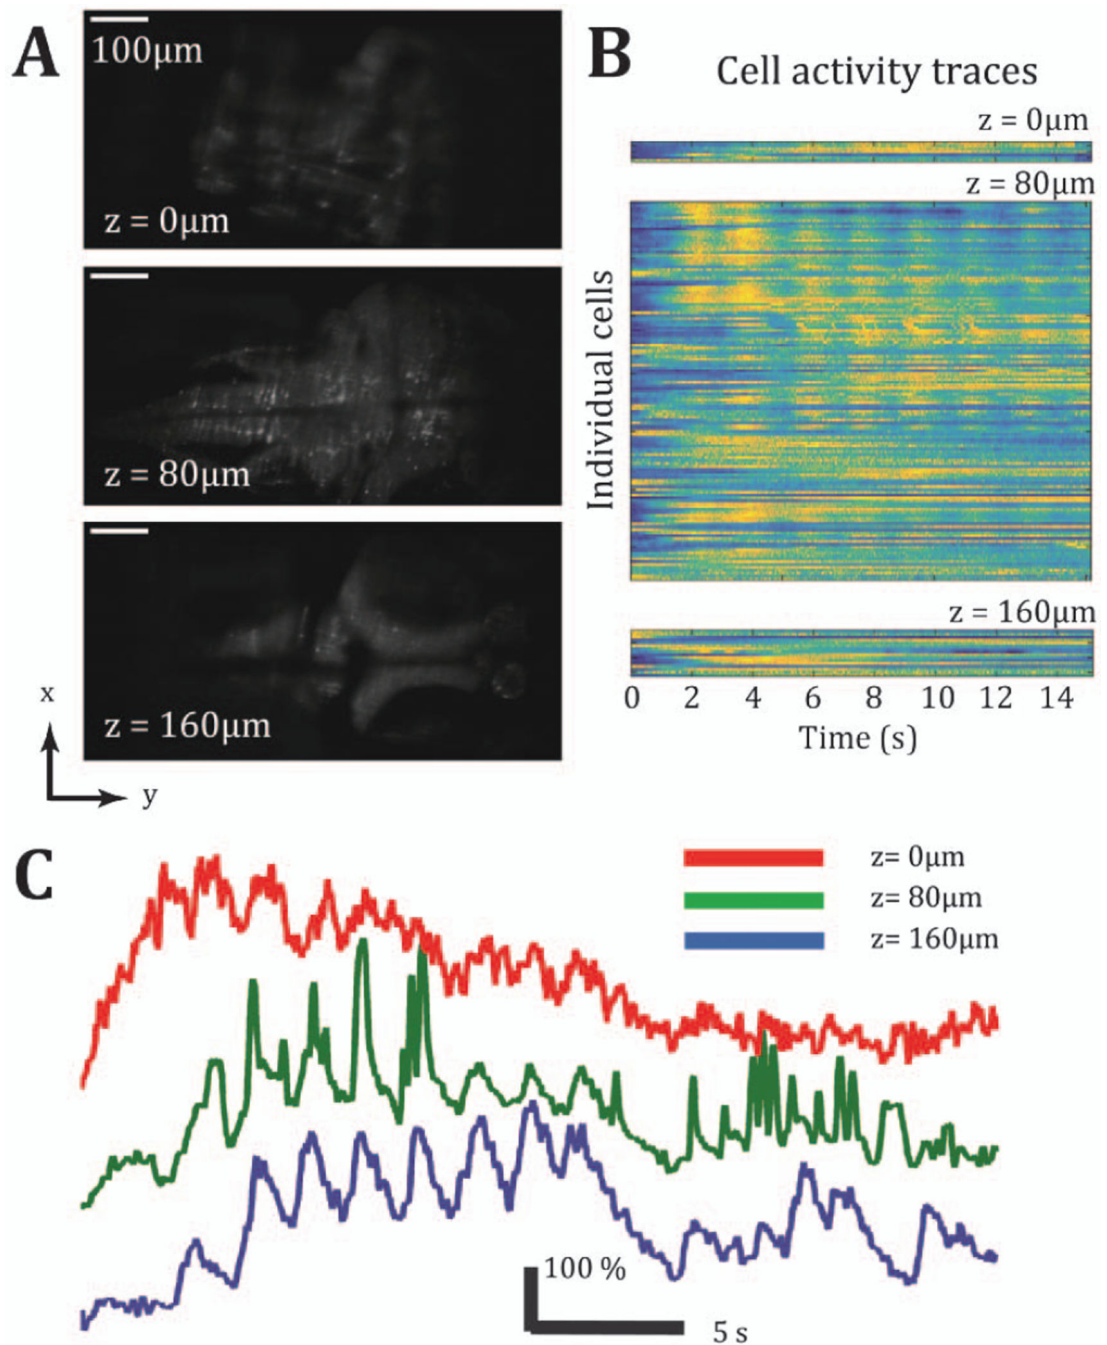 A
100μm
z = 0μm
z = 80μm
z = 160μm
x
y
B
Cell activity traces
z = 0μm
z = 80μm
Individual cells
z = 160μm
0 2 4 6 8 10 12 14
Time (s)
C
z= 0μm
z= 80μm
z= 160μm
100 %
5 s